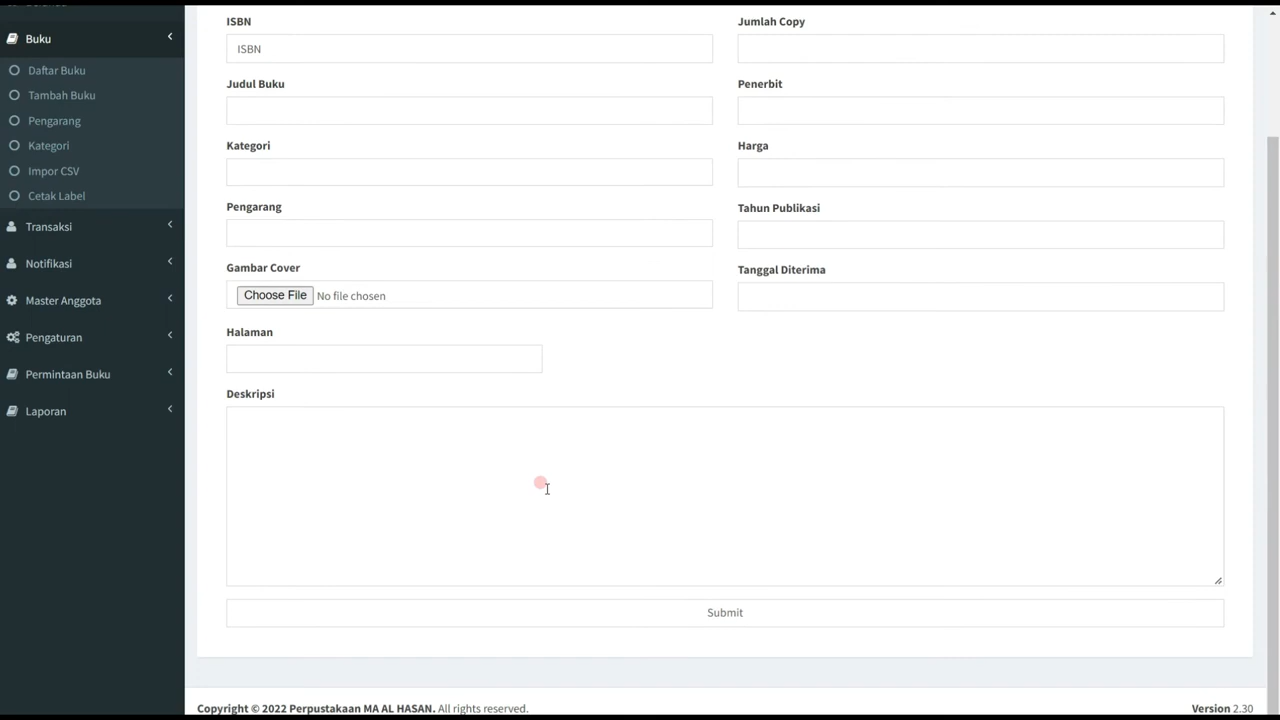 Buku
Daftar Buku
Tambah Buku
Pengarang
Kategori
Impor CSV
Cetak Label
Transaksi
Notifikasi
Master Anggota
Pengaturan
Permintaan Buku
Laporan
ISBN
ISBN
Judul Buku
Kategori
Pengarang
Gambar Cover
Choose File No file chosen
Halaman
Jumlah Copy
Penerbit
Harga
Tahun Publikasi
Tanggal Diterima
Deskripsi
Submit
Copyright © 2022 Perpustakaan MA AL HASAN. All rights reserved.
Version 2.30